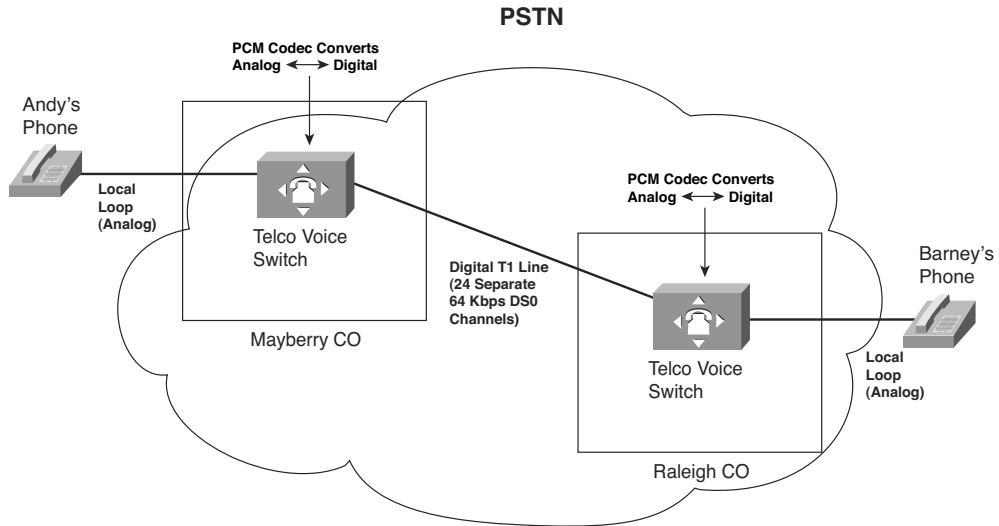 PSTN
PCM Codec Converts
Analog Digital
Andy's
Phone
Local
Loop
(Analog)
Telco Voice
Switch
Mayberry CO
Digital T1 Line
(24 Separate
64 Kbps DS0
Channels)
PCM Codec Converts
Analog Digital
Telco Voice
Switch
Raleigh CO
Barney's
Phone
Local
Loop
(Analog)